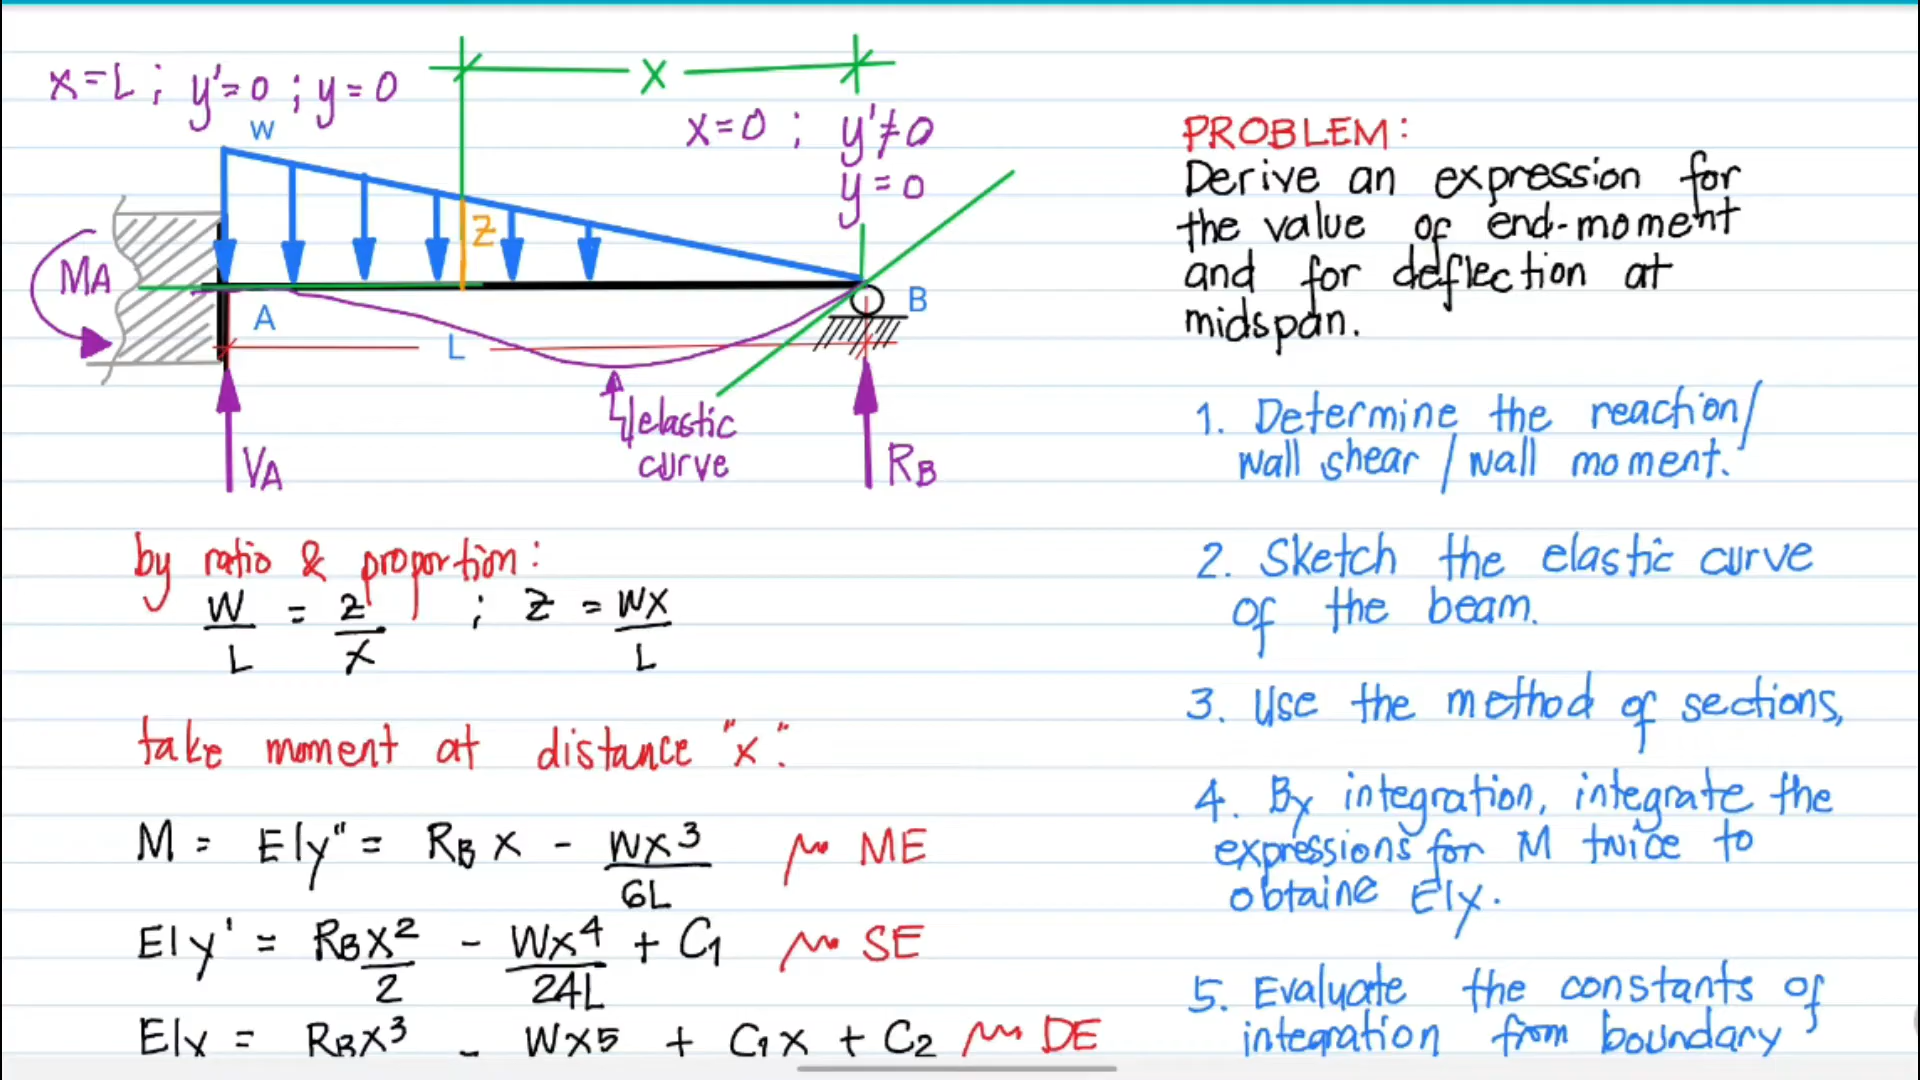 x=L ; y'=0 ; y=0
X
x=0 ; y'≠0
y=0
w
Z
MA
A
B
L
elastic
curve
VA
RB
by ratio & proportion:
W/L = Z/X ; Z = WX/L
take moment at distance "x":
M = EIy" = RB X - WX3/6L ME
EIy' = RBX2/2 - WX4/24L + C1 SE
EIy = RBX3 - WX5 + C1X + C2 DE
PROBLEM:
Derive an expression for
the value of end-moment
and for deflection at
midspan.
1. Determine the reaction/
wall shear / wall moment.
2. Sketch the elastic curve
of the beam.
3. Use the method of sections,
4. By integration, integrate the
expressions for M twice to
obtaine EIy.
5. Evaluate the constants of
integration from boundary